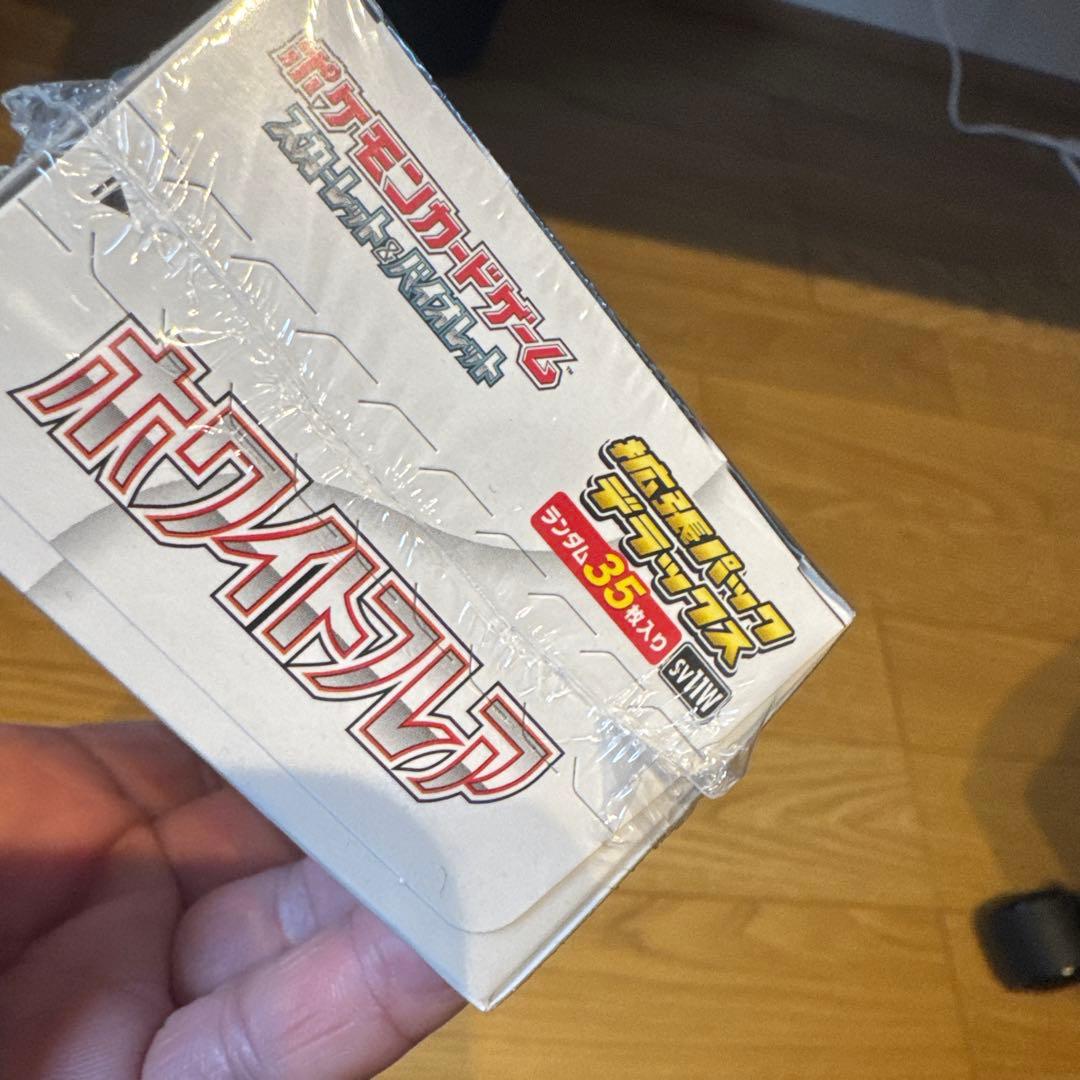 ポケモンカードゲーム™
スカーレット&バイオレット
ホワイトフレア
拡張パック
デラックス
ランダム35枚入り
sv11W